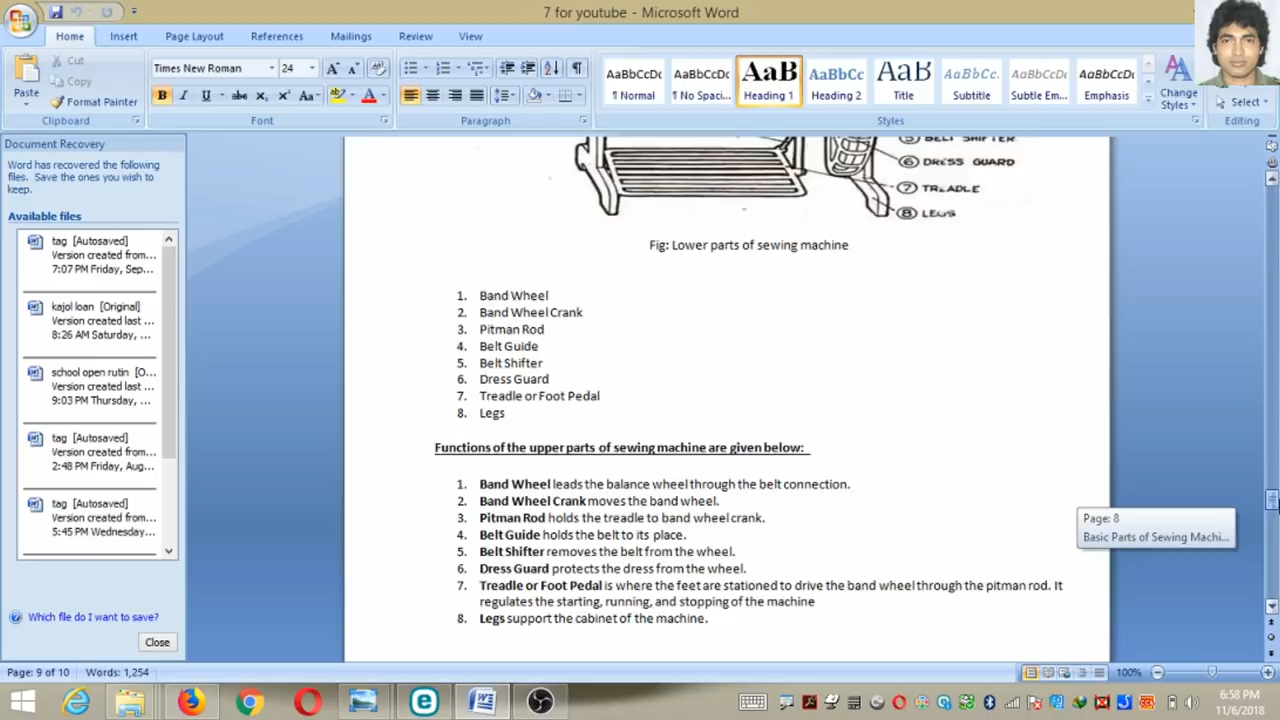 7 for youtube - Microsoft Word
Home Insert Page Layout References Mailings Review View
Paste
Cut
Copy
Format Painter
Clipboard
Times New Roman 24
Font
Paragraph
AaBbCcDc AaBbCcDc AaB AaBbCc AaB AaBbCc. AaBbCcDc AaBbCcDc
¶ Normal ¶ No Spaci... Heading 1 Heading 2 Title Subtitle Subtle Em... Emphasis
Styles
Change
Styles
Select
Editing
Document Recovery
Word has recovered the following
files. Save the ones you wish to
keep.
Available files
tag [Autosaved]
Version created from...
7:07 PM Friday, Sep...
kajol loan [Original]
Version created last ...
8:26 AM Saturday, ...
school open rutin [O...
Version created last ...
9:03 PM Thursday, ...
tag [Autosaved]
Version created from...
2:48 PM Friday, Aug...
tag [Autosaved]
Version created from...
5:45 PM Wednesday...
Which file do I want to save?
Close
5 BELT SHIFTER
6 DRESS GUARD
7 TREADLE
8 LEGS
Fig: Lower parts of sewing machine
1. Band Wheel
2. Band Wheel Crank
3. Pitman Rod
4. Belt Guide
5. Belt Shifter
6. Dress Guard
7. Treadle or Foot Pedal
8. Legs
Functions of the upper parts of sewing machine are given below:
1. Band Wheel leads the balance wheel through the belt connection.
2. Band Wheel Crank moves the band wheel.
3. Pitman Rod holds the treadle to band wheel crank.
4. Belt Guide holds the belt to its place.
5. Belt Shifter removes the belt from the wheel.
6. Dress Guard protects the dress from the wheel.
7. Treadle or Foot Pedal is where the feet are stationed to drive the band wheel through the pitman rod. It
regulates the starting, running, and stopping of the machine
8. Legs support the cabinet of the machine.
Page: 8
Basic Parts of Sewing Machi...
Page: 9 of 10 Words: 1,254
100%
6:58 PM
11/6/2018